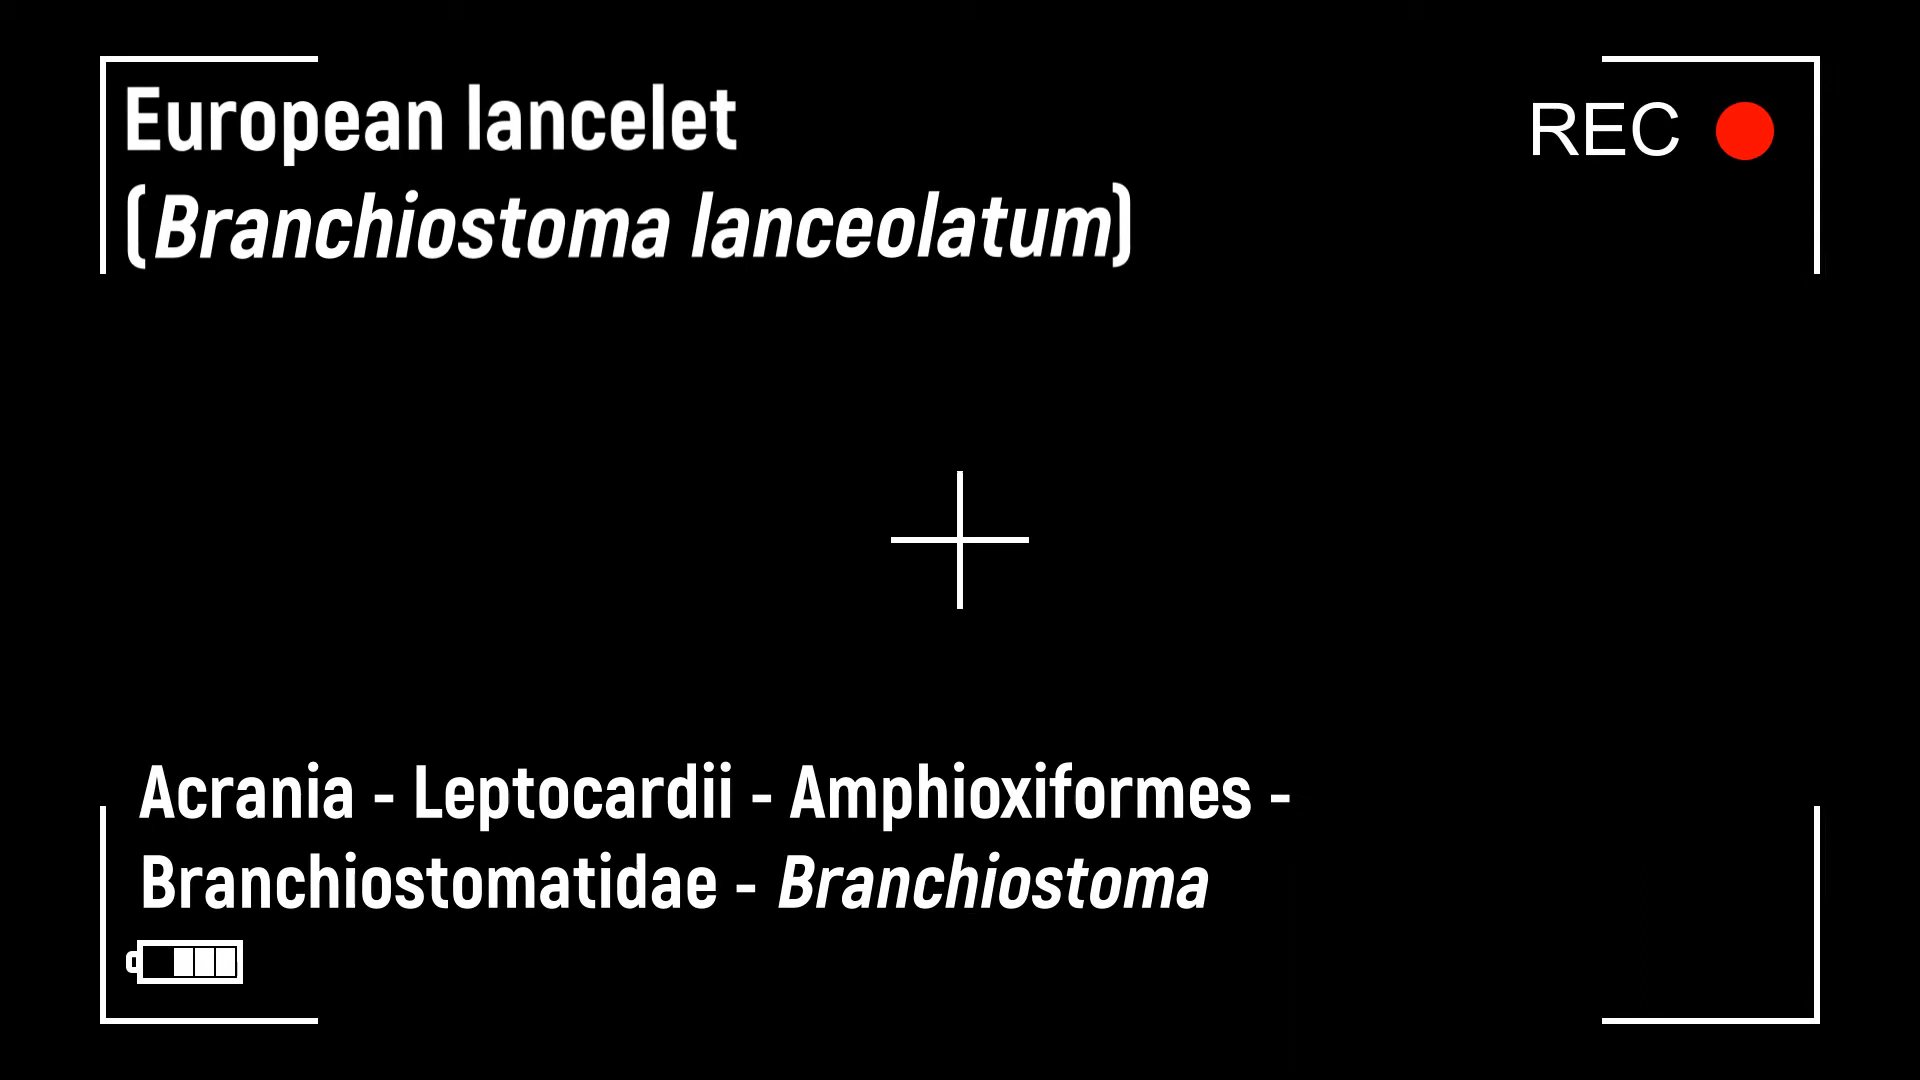 European lancelet
REC
(Branchiostoma lanceolatum)
Acrania - Leptocardii - Amphioxiformes -
Branchiostomatidae - Branchiostoma